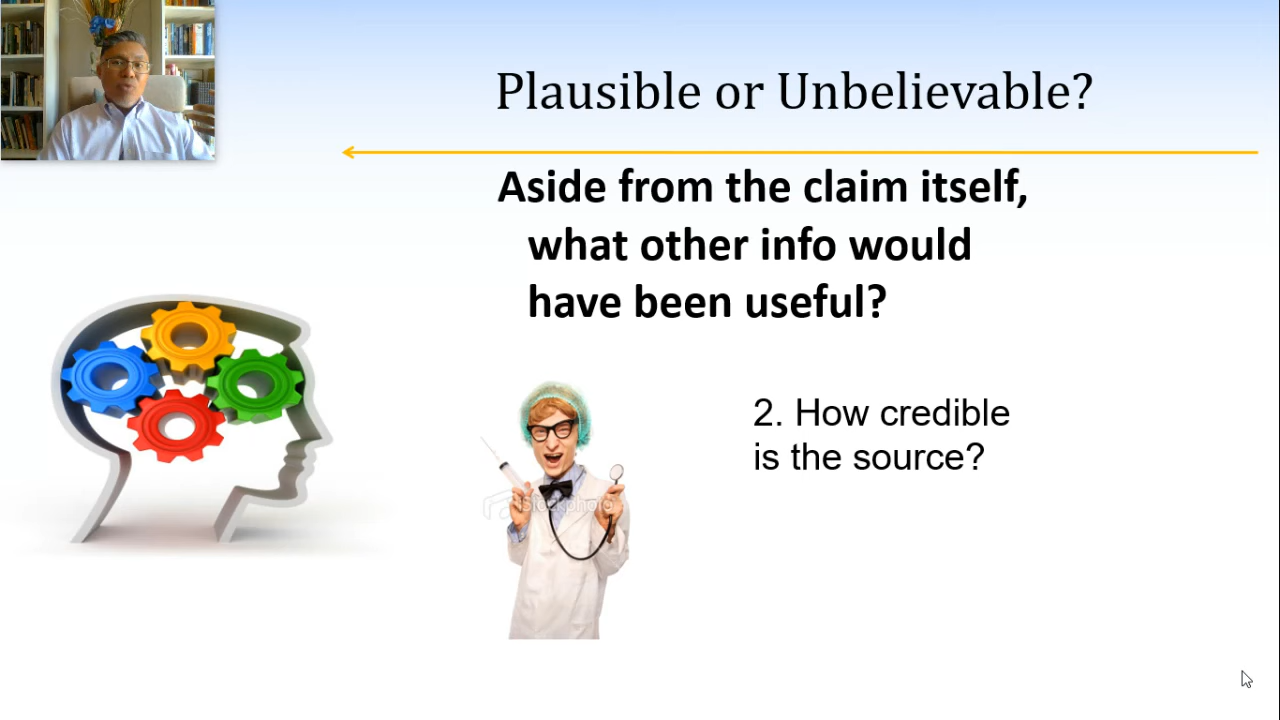 Plausible or Unbelievable?
Aside from the claim itself,
what other info would
have been useful?
2. How credible
is the source?
iStockphoto